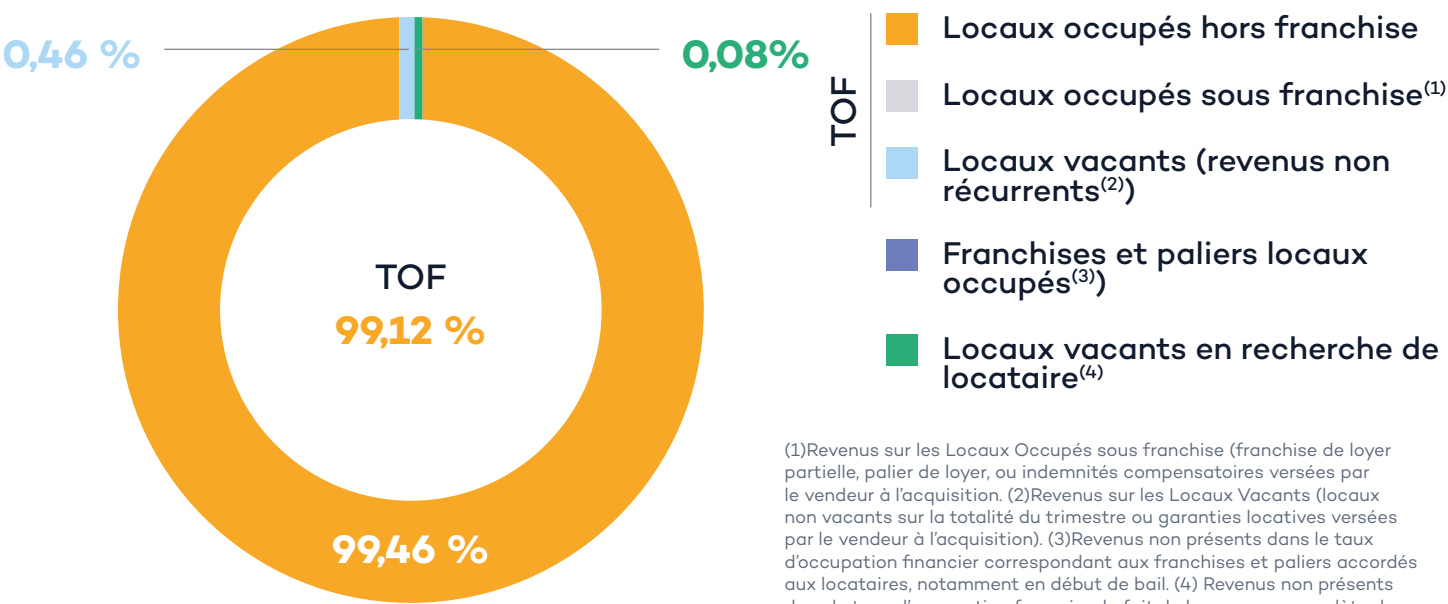 0,46 %
0,08%
TOF
99,12 %
99,46 %
TOF
Locaux occupés hors franchise
Locaux occupés sous franchise(1)
Locaux vacants (revenus non
récurrents(2))
Franchises et paliers locaux
occupés(3))
Locaux vacants en recherche de
locataire(4)
(1)Revenus sur les Locaux Occupés sous franchise (franchise de loyer
partielle, palier de loyer, ou indemnités compensatoires versées par
le vendeur à l'acquisition. (2)Revenus sur les Locaux Vacants (locaux
non vacants sur la totalité du trimestre ou garanties locatives versées
par le vendeur à l'acquisition). (3)Revenus non présents dans le taux
d'occupation financier correspondant aux franchises et paliers accordés
aux locataires, notamment en début de bail. (4) Revenus non présents